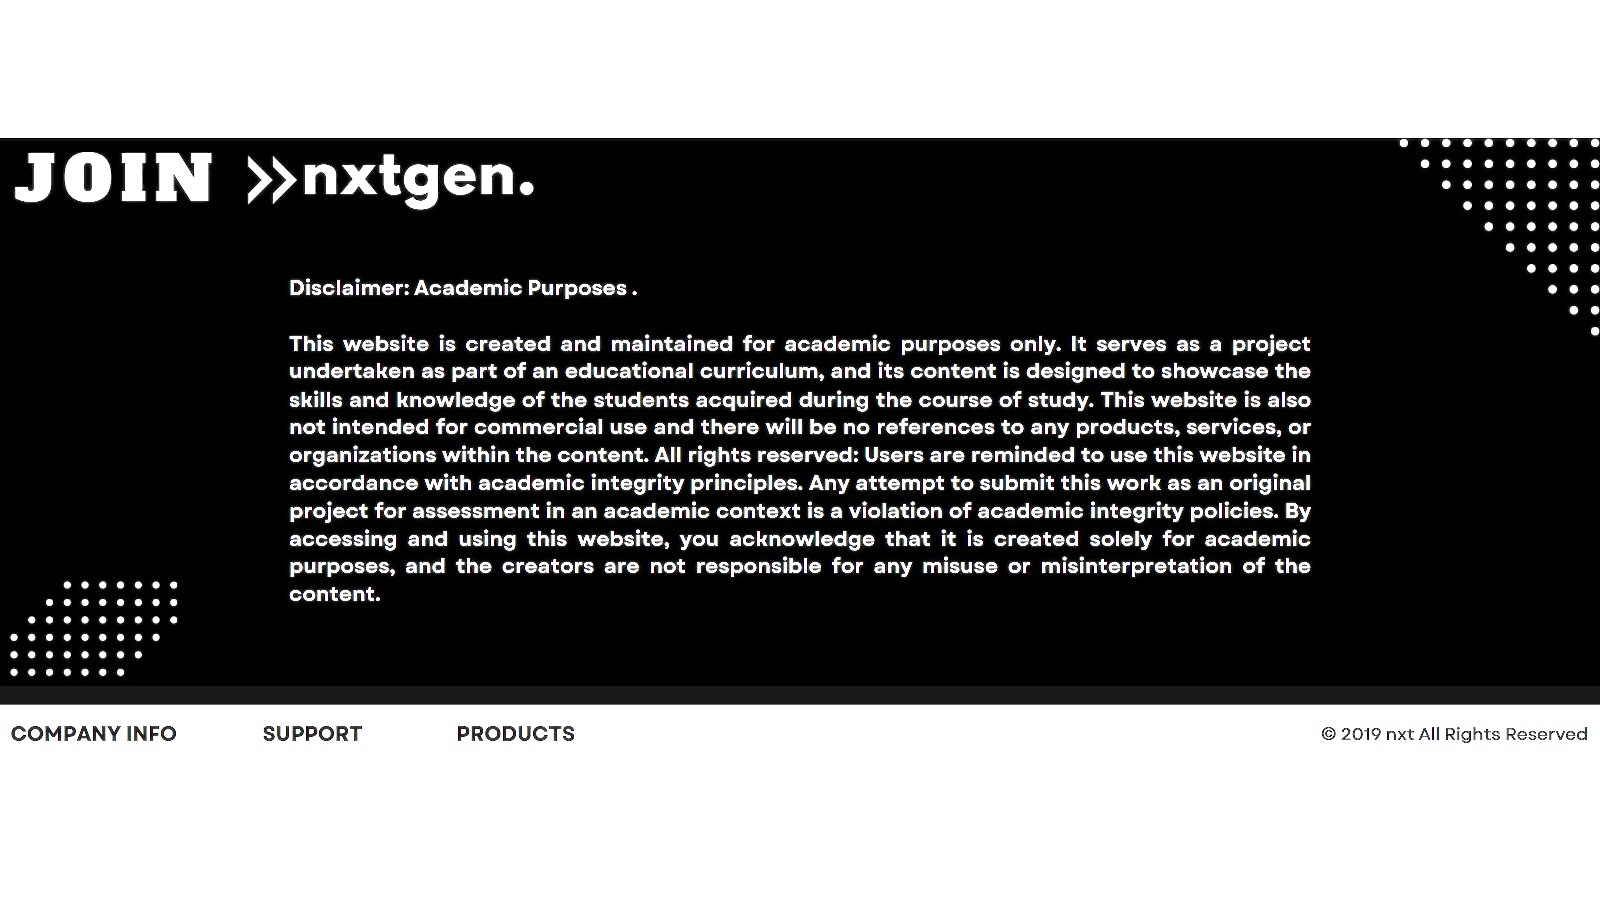 JOIN »nxtgen.
Disclaimer: Academic Purposes .
This website is created and maintained for academic purposes only. It serves as a project
undertaken as part of an educational curriculum, and its content is designed to showcase the
skills and knowledge of the students acquired during the course of study. This website is also
not intended for commercial use and there will be no references to any products, services, or
organizations within the content. All rights reserved: Users are reminded to use this website in
accordance with academic integrity principles. Any attempt to submit this work as an original
project for assessment in an academic context is a violation of academic integrity policies. By
accessing and using this website, you acknowledge that it is created solely for academic
purposes, and the creators are not responsible for any misuse or misinterpretation of the
content.
COMPANY INFO SUPPORT PRODUCTS © 2019 nxt All Rights Reserved